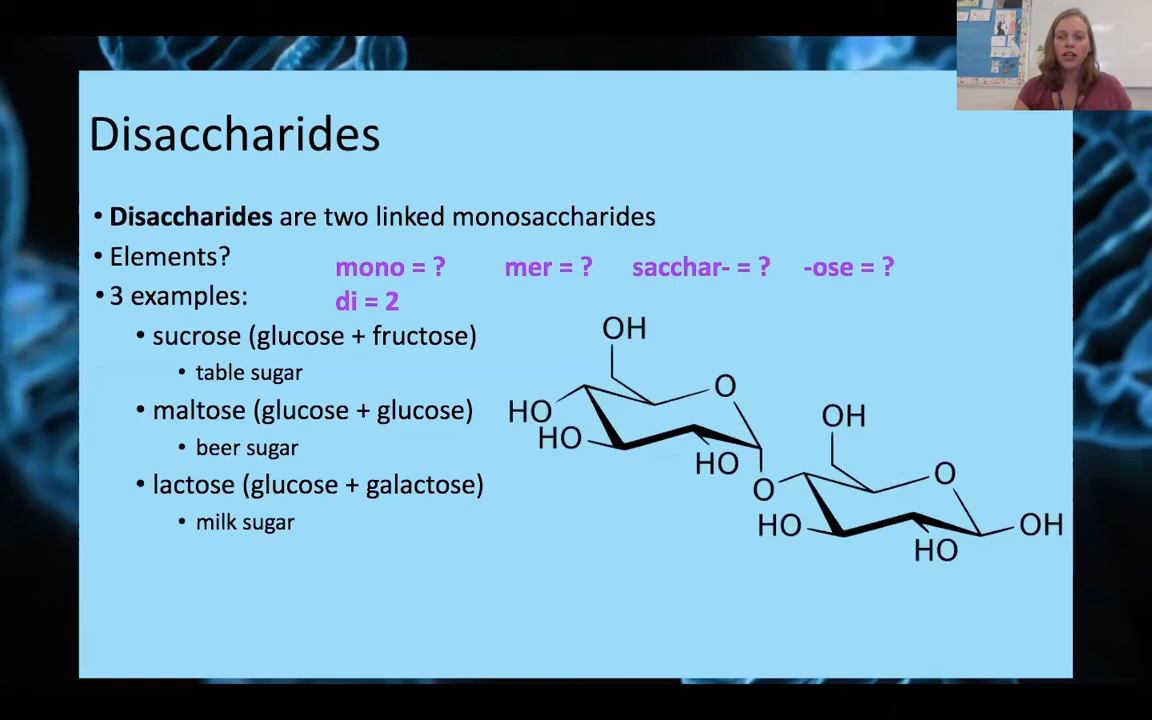 Disaccharides
• Disaccharides are two linked monosaccharides
• Elements?
mono = ? mer = ? sacchar- = ? -ose = ?
• 3 examples:
di = 2
• sucrose (glucose + fructose)
• table sugar
• maltose (glucose + glucose)
• beer sugar
• lactose (glucose + galactose)
• milk sugar
OH
O
HO
HO
HO
O
OH
O
HO
HO
OH